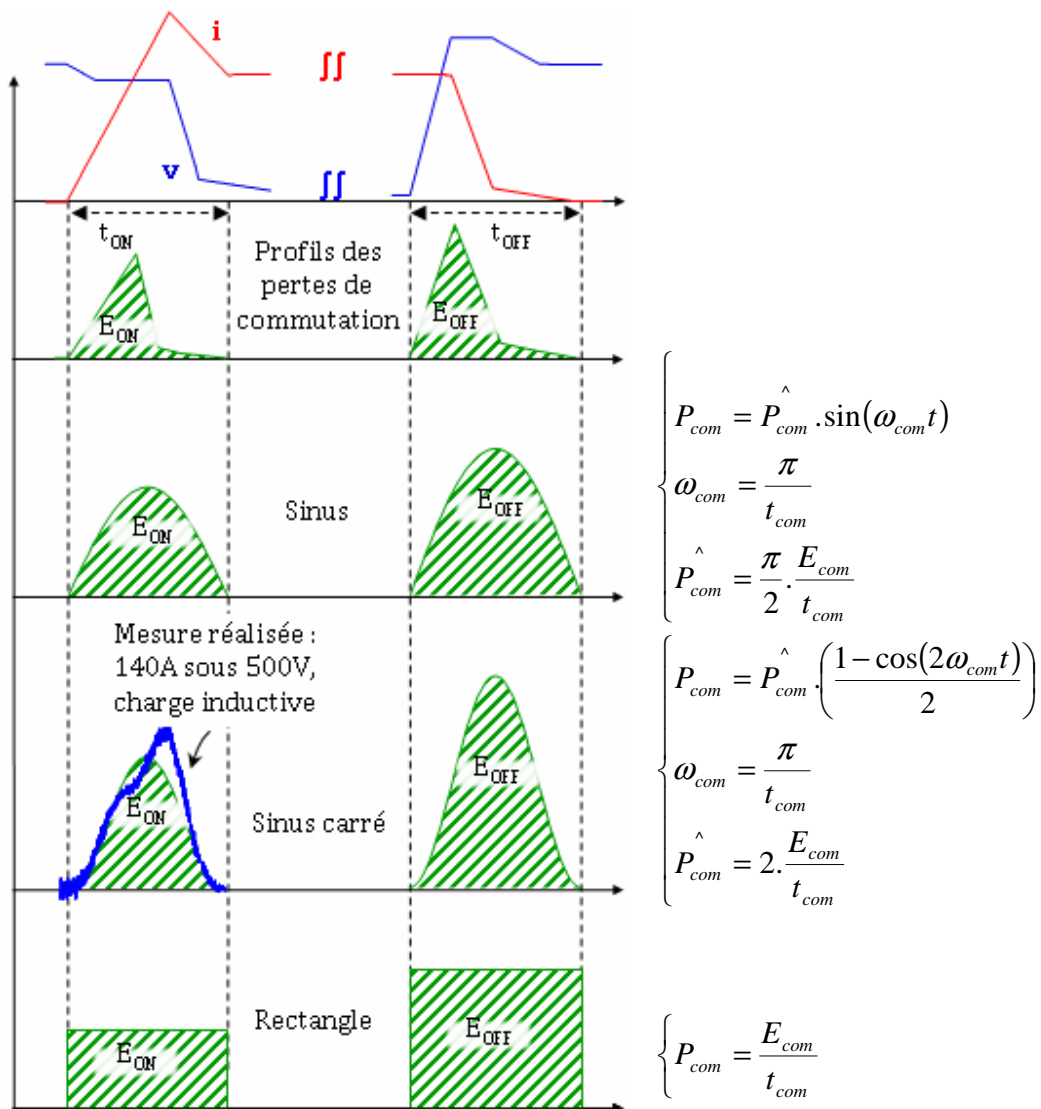 i
∫∫
v
∫∫
t_ON
t_OFF
Profils des
pertes de
commutation
E_ON
E_OFF
P_com = P̂_com .sin(ω_com t)
ω_com = π / t_com
P̂_com = π/2 . E_com / t_com
Sinus
E_ON
E_OFF
Mesure réalisée :
140A sous 500V,
charge inductive
P_com = P̂_com .( (1 − cos(2ω_com t)) / 2 )
ω_com = π / t_com
P̂_com = 2. E_com / t_com
E_ON
E_OFF
Sinus carré
Rectangle
E_ON
E_OFF
P_com = E_com / t_com